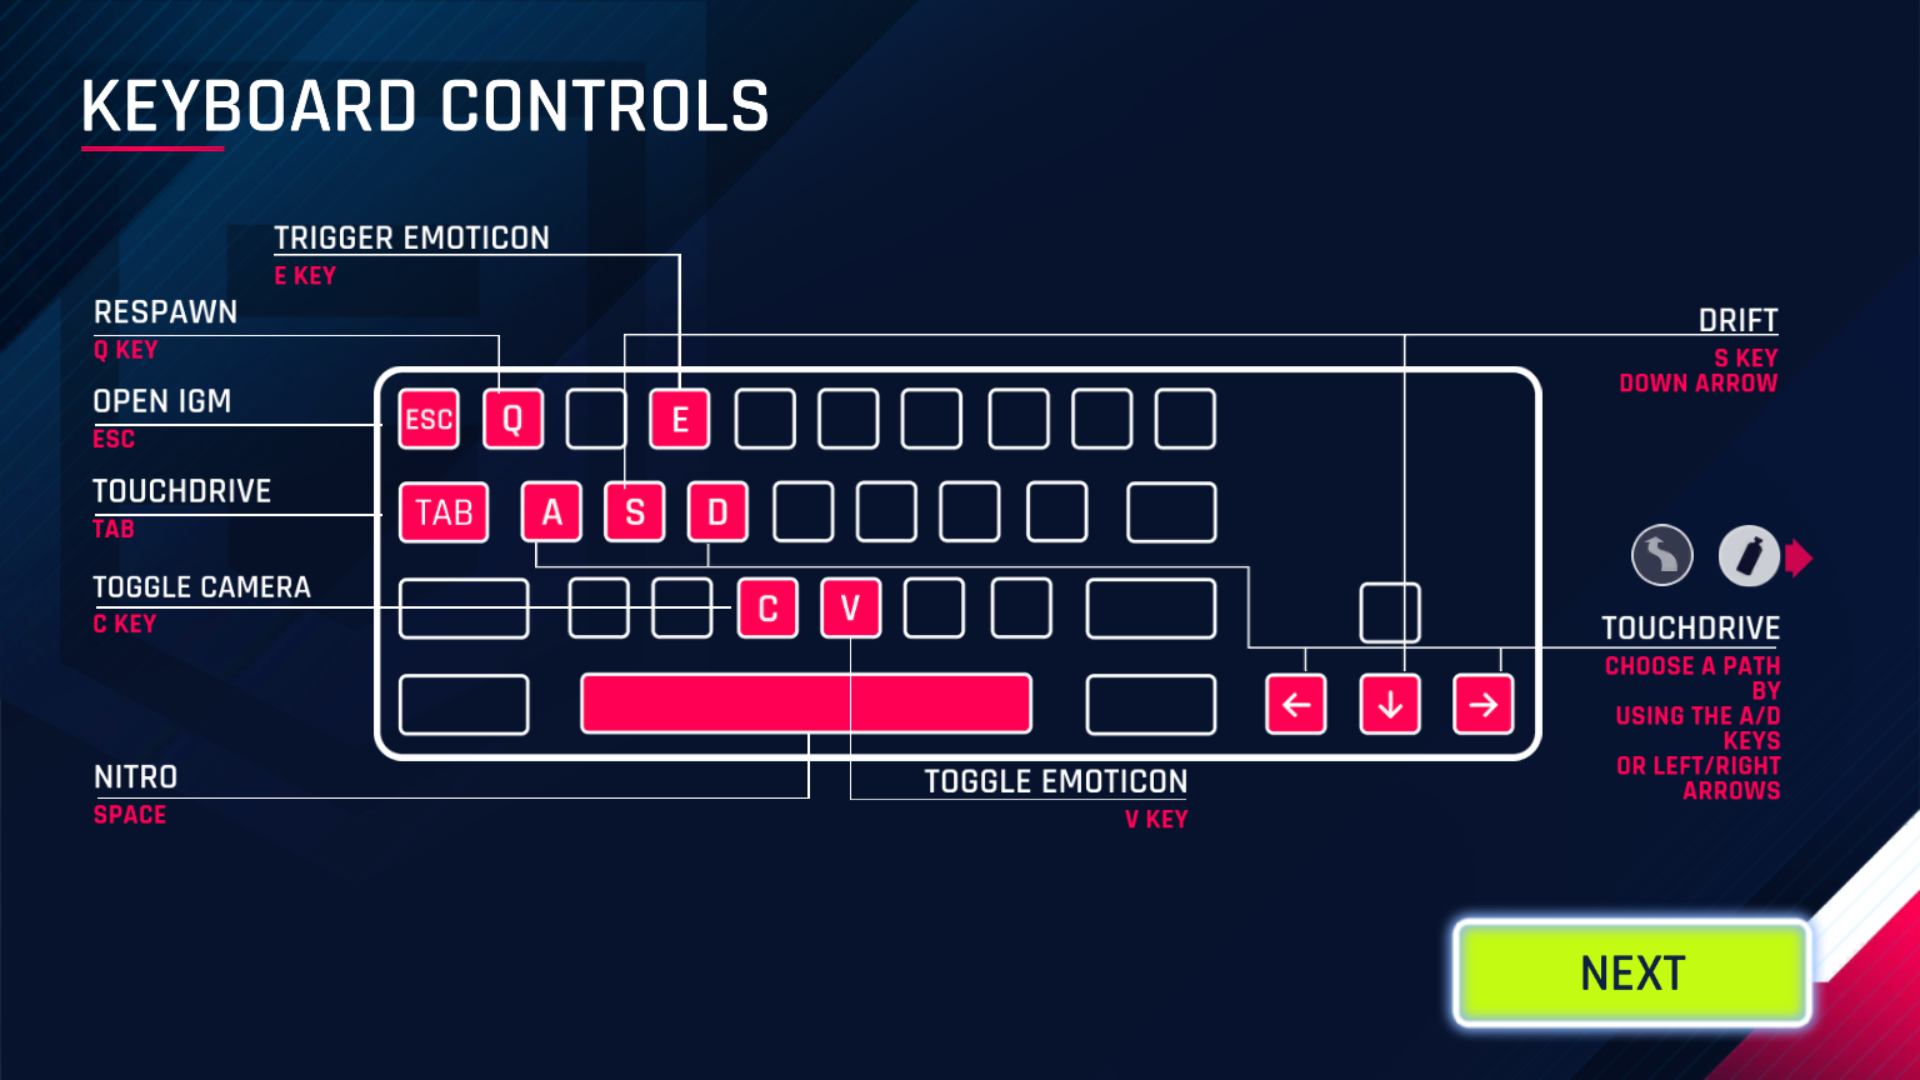 KEYBOARD CONTROLS
TRIGGER EMOTICON
E KEY
RESPAWN
Q KEY
DRIFT
S KEY
DOWN ARROW
OPEN IGM
ESC
ESC
Q
E
TOUCHDRIVE
TAB
TAB
A
S
D
TOGGLE CAMERA
C KEY
C
V
TOUCHDRIVE
CHOOSE A PATH
BY
USING THE A/D
KEYS
OR LEFT/RIGHT
ARROWS
←
↓
→
NITRO
SPACE
TOGGLE EMOTICON
V KEY
NEXT